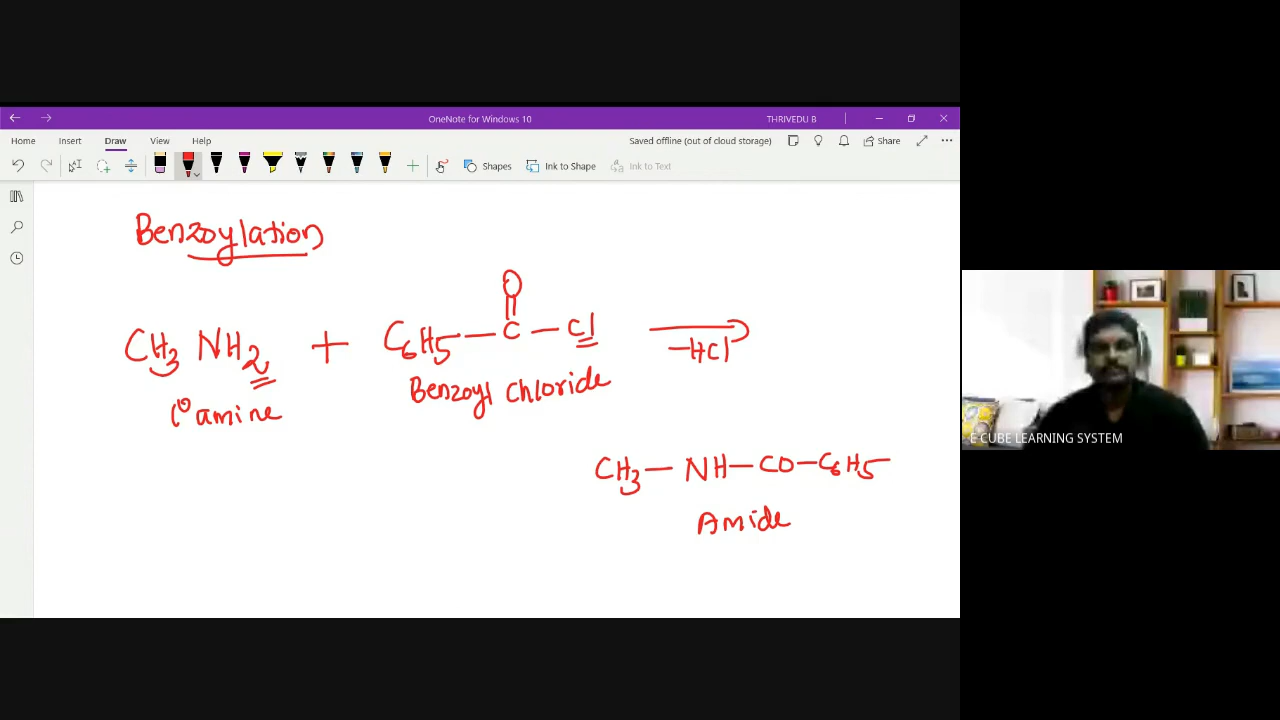 OneNote for Windows 10
THRIVEDU B
Home Insert Draw View Help
Saved offline (out of cloud storage)
Share
Shapes
Ink to Shape
Ink to Text
Benzoylation
O
CH3 NH2 + C6H5 — C — Cl
-HCl
Benzoyl Chloride
1° amine
E CUBE LEARNING SYSTEM
CH3 — NH — CO — C6H5
Amide